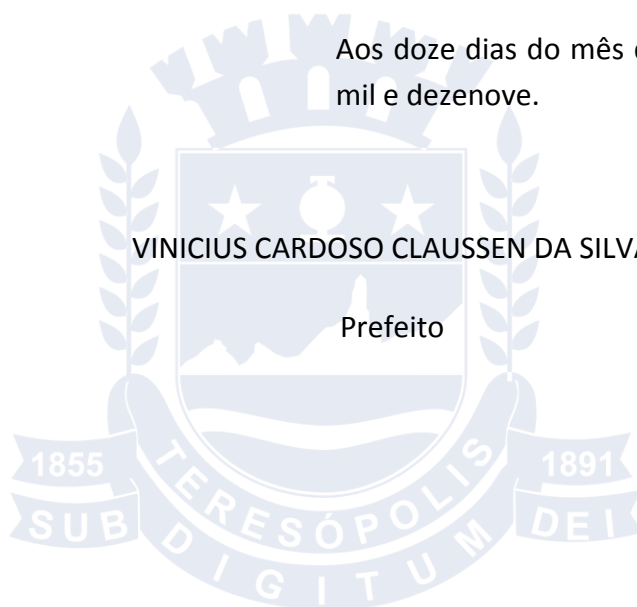 Aos doze dias do mês
mil e dezenove.
VINICIUS CARDOSO CLAUSSEN DA SILVA
Prefeito
1855
1891
TERESÓPOLIS
SUB DIGITUM DEI